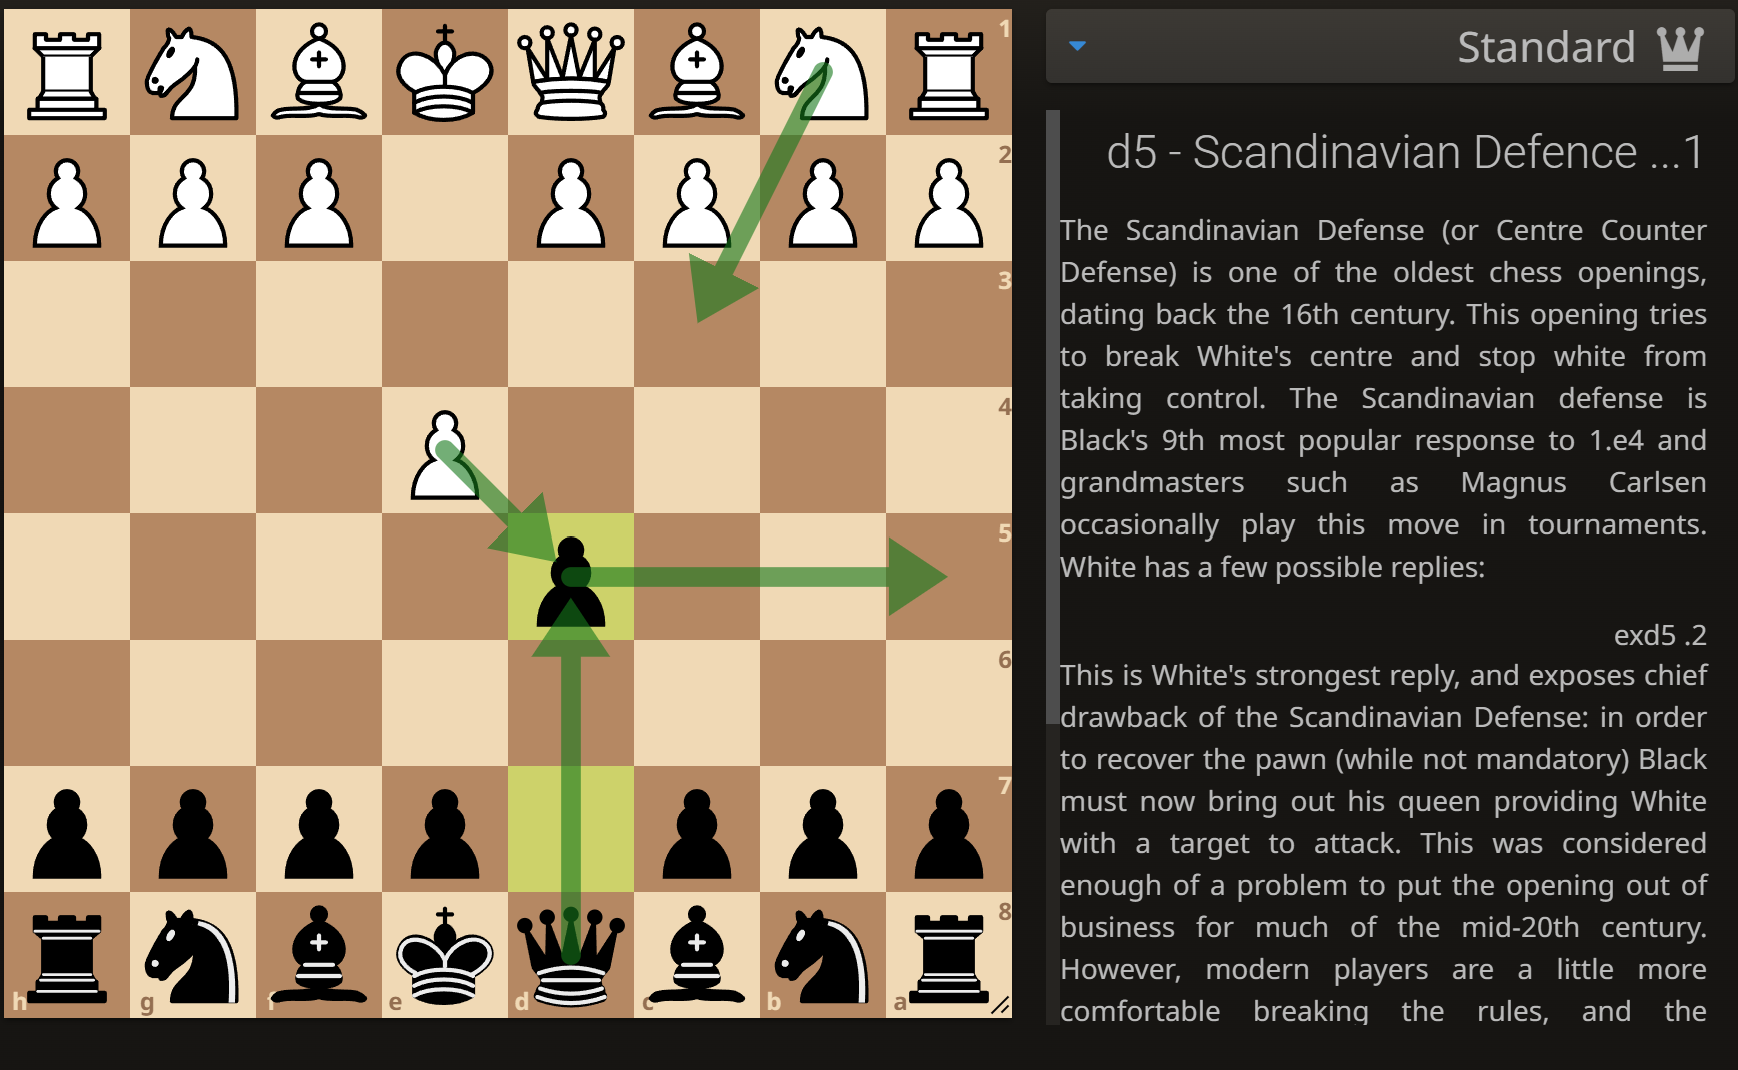 1
2
3
4
5
6
7
8
h g f e d c b a
Standard
d5 - Scandinavian Defence ...1
The Scandinavian Defense (or Centre Counter
Defense) is one of the oldest chess openings,
dating back the 16th century. This opening tries
to break White's centre and stop white from
taking control. The Scandinavian defense is
Black's 9th most popular response to 1.e4 and
grandmasters such as Magnus Carlsen
occasionally play this move in tournaments.
White has a few possible replies:
exd5 .2
This is White's strongest reply, and exposes chief
drawback of the Scandinavian Defense: in order
to recover the pawn (while not mandatory) Black
must now bring out his queen providing White
with a target to attack. This was considered
enough of a problem to put the opening out of
business for much of the mid-20th century.
However, modern players are a little more
comfortable breaking the rules, and the